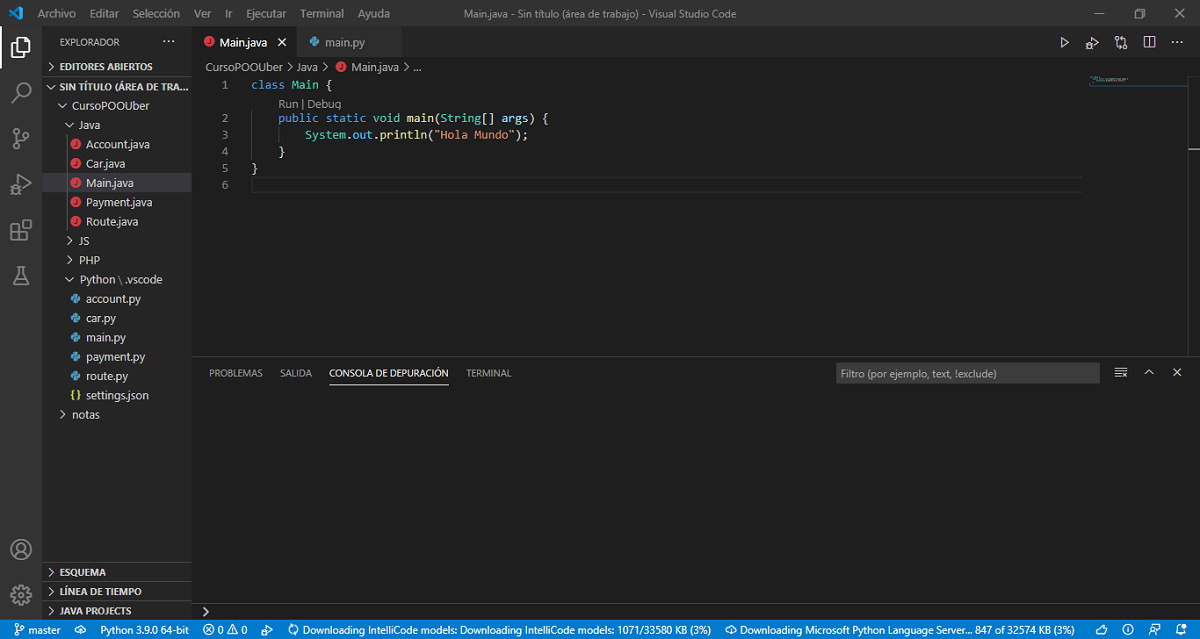 Archivo Editar Selección Ver Ir Ejecutar Terminal Ayuda Main.java - Sin título (área de trabajo) - Visual Studio Code
EXPLORADOR ...
EDITORES ABIERTOS
SIN TÍTULO (ÁREA DE TRA...
CursoPOOUber
Java
Account.java
Car.java
Main.java
Payment.java
Route.java
JS
PHP
Python \ .vscode
account.py
car.py
main.py
payment.py
route.py
{} settings.json
notas
ESQUEMA
LÍNEA DE TIEMPO
JAVA PROJECTS
Main.java main.py
CursoPOOUber > Java > Main.java > ...
1 class Main {
Run | Debug
2 public static void main(String[] args) {
3 System.out.println("Hola Mundo");
4 }
5 }
6
PROBLEMAS SALIDA CONSOLA DE DEPURACIÓN TERMINAL Filtro (por ejemplo, text, !exclude)
master Python 3.9.0 64-bit 0 0 Downloading IntelliCode models: Downloading IntelliCode models: 1071/33580 KB (3%) Downloading Microsoft Python Language Server... 847 of 32574 KB (3%)